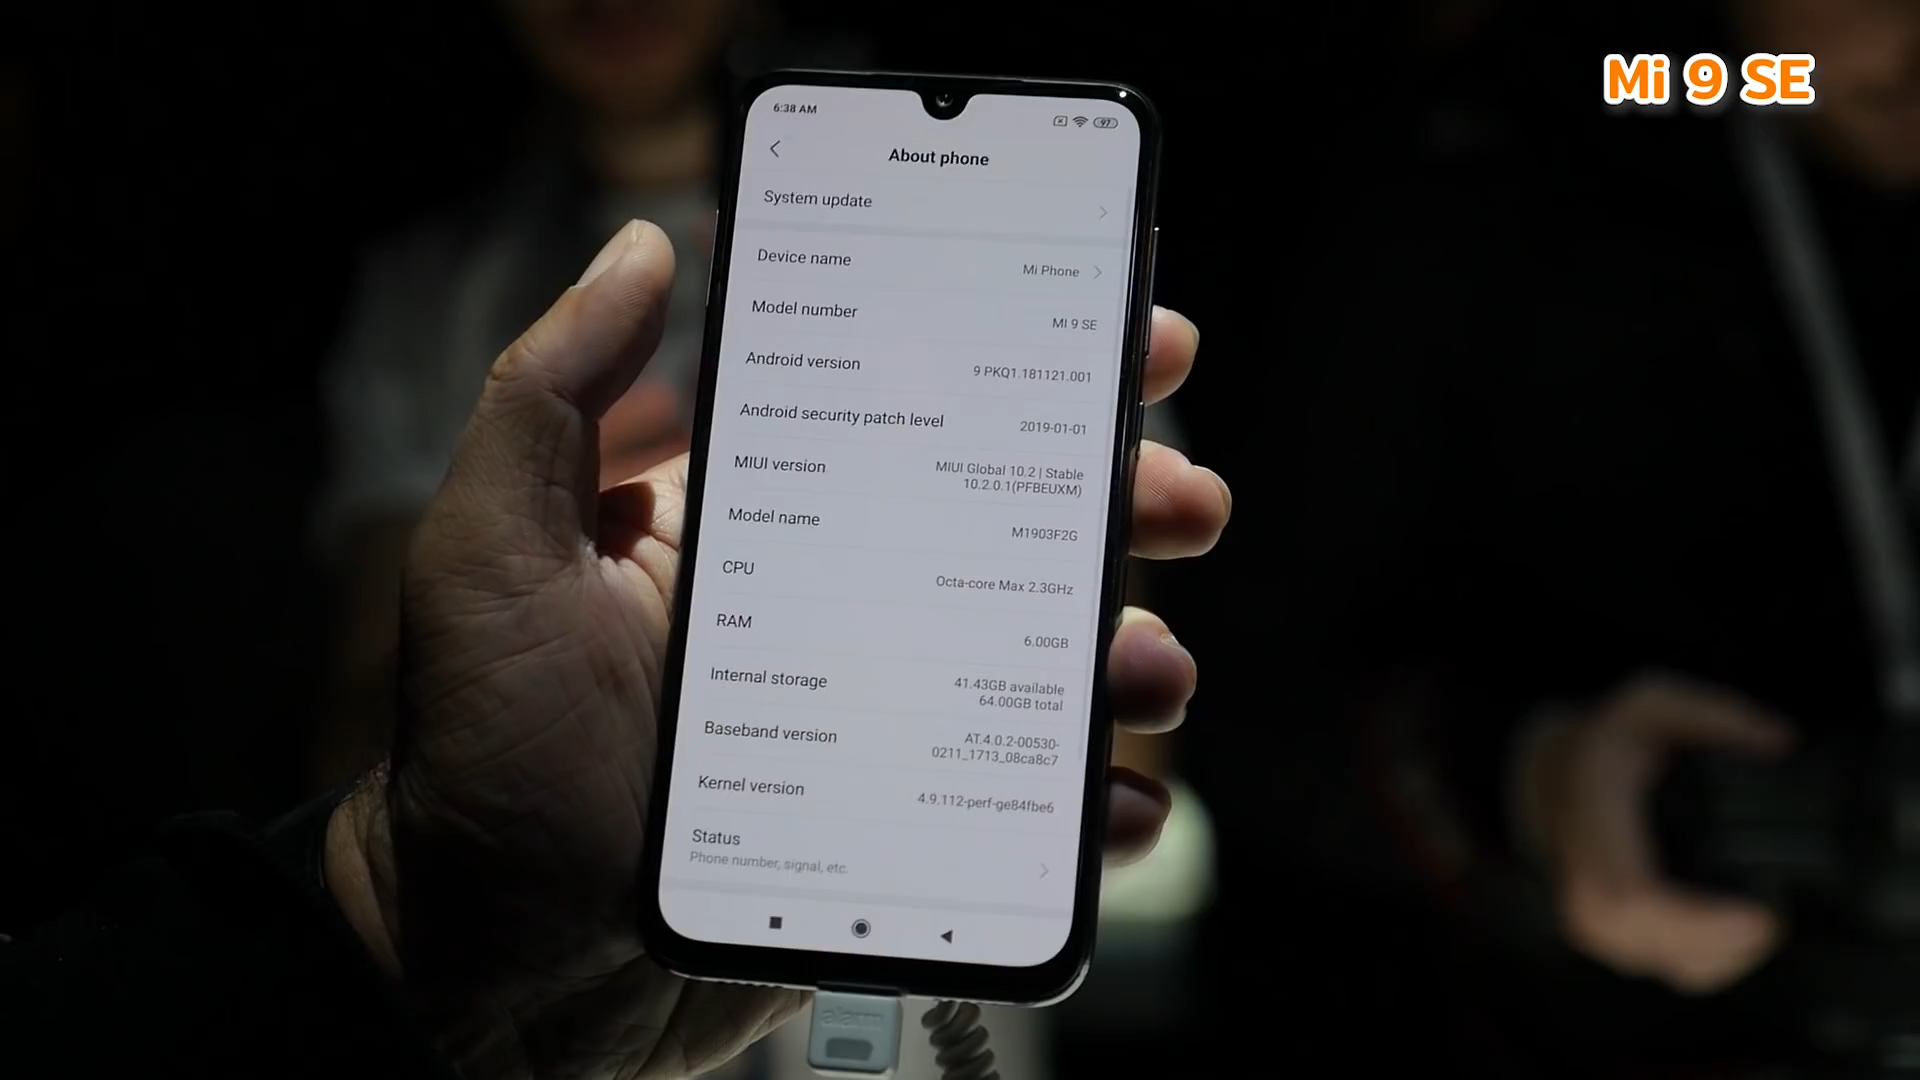 Mi 9 SE
6:38 AM
97
About phone
System update
Device name
Mi Phone
Model number
MI 9 SE
Android version
9 PKQ1.181121.001
Android security patch level
2019-01-01
MIUI version
MIUI Global 10.2 | Stable
10.2.0.1(PFBEUXM)
Model name
M1903F2G
CPU
Octa-core Max 2.3GHz
RAM
6.00GB
Internal storage
41.43GB available
64.00GB total
Baseband version
AT.4.0.2-00530-
0211_1713_08ca8c7
Kernel version
4.9.112-perf-ge84fbe6
Status
Phone number, signal, etc.
alarm